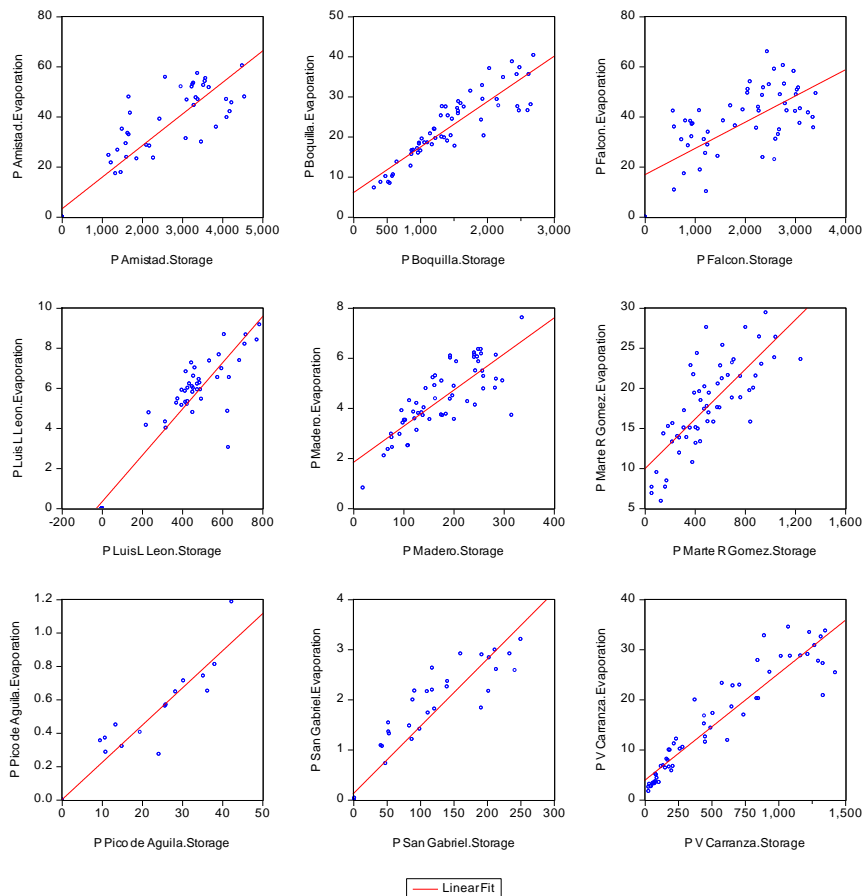 80
60
40
20
0
P Amistad.Evaporation
0 1,000 2,000 3,000 4,000 5,000
P Amistad.Storage
50
40
30
20
10
0
P Boquilla.Evaporation
0 500 1,000 1,500 2,000 3,000
P Boquilla.Storage
80
60
40
20
0
P Falcon.Evaporation
0 1,000 2,000 3,000 4,000
P Falcon.Storage
10
8
6
4
2
0
P Luis L Leon.Evaporation
-200 0 200 400 600 800
P Luis L Leon.Storage
8
6
4
2
0
P Madero.Evaporation
0 100 200 300 400
P Madero.Storage
30
25
20
15
10
5
P Marte R Gomez.Evaporation
0 400 800 1,200 1,600
P Marte R Gomez.Storage
1.2
1.0
0.8
0.6
0.4
0.2
0.0
P Pico de Aguilia.Evaporation
0 10 20 30 40 50
P Pico de Aguila.Storage
4
3
2
1
0
P San Gabriel.Evaporation
0 50 100 150 200 300
P San Gabriel.Storage
40
30
20
10
0
P V Carranza.Evaporation
0 250 500 750 1,000 1,500
P V Carranza.Storage
Linear Fit